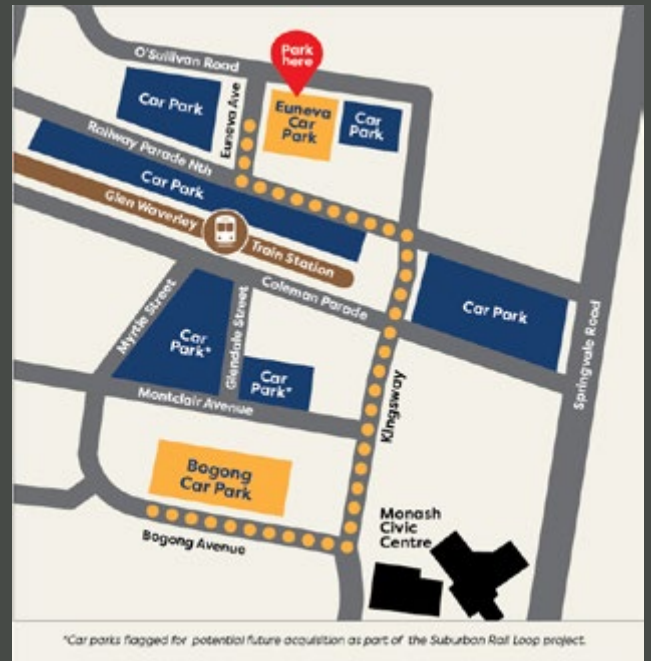 Park
here
O'Sullivan Road
Car Park
Euneva Ave
Euneva
Car
Park
Car
Park
Railway Parade Nth
Car Park
Glen Waverley
Train Station
Coleman Parade
Car Park
Springvale Road
Myrtle Street
Car
Park*
Glendale Street
Car
Park*
Montclair Avenue
Kingsway
Bogong
Car Park
Bogong Avenue
Monash
Civic
Centre
*Car parks flagged for potential future acquisition as part of the Suburban Rail Loop project.